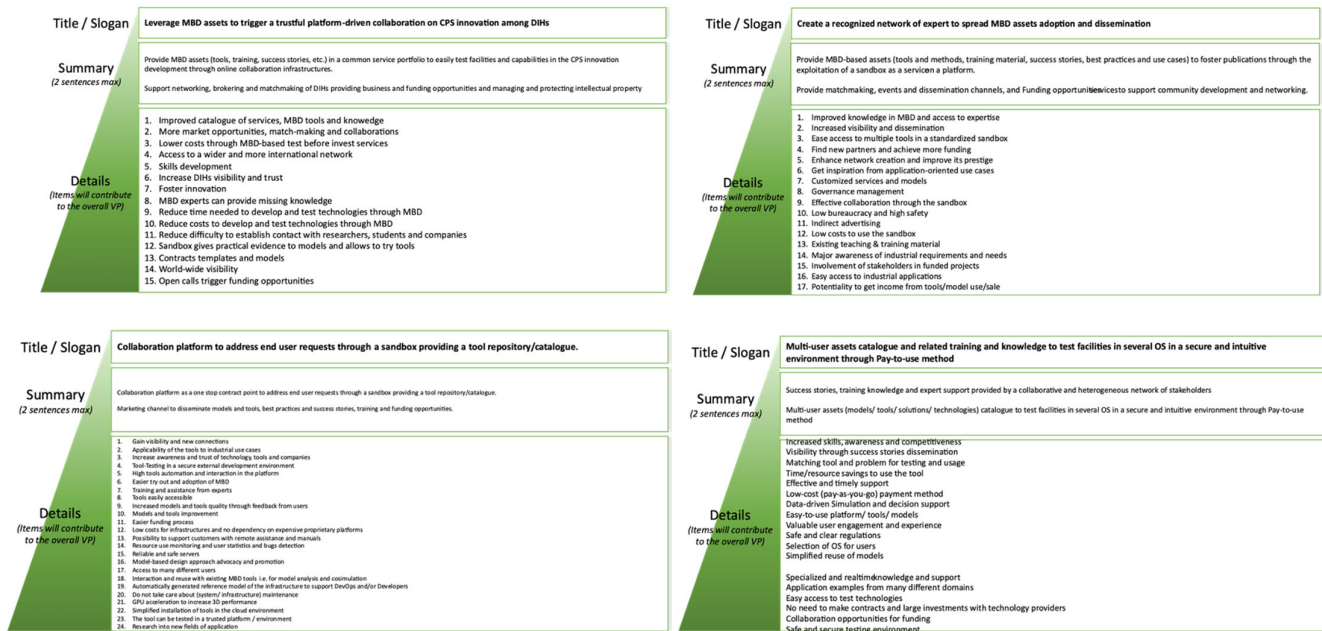 Title / Slogan
Leverage MBD assets to trigger a trustful platform-driven collaboration on CPS innovation among DIHs
Summary
(2 sentences max)
Provide MBD assets (tools, training, success stories, etc.) in a common service portfolio to easily test facilities and capabilities in the CPS innovation
development through online collaboration infrastructures.
Support networking, brokering and matchmaking of DIHs providing business and funding opportunities and managing and protecting intellectual property
Details
(Items will contribute
to the overall VP)
1. Improved catalogue of services, MBD tools and knowedge
2. More market opportunities, match-making and collaborations
3. Lower costs through MBD-based test before invest services
4. Access to a wider and more international network
5. Skills development
6. Increase DIHs visibility and trust
7. Foster innovation
8. MBD experts can provide missing knowledge
9. Reduce time needed to develop and test technologies through MBD
10. Reduce costs to develop and test technologies through MBD
11. Reduce difficulty to establish contact with researchers, students and companies
12. Sandbox gives practical evidence to models and allows to try tools
13. Contracts templates and models
14. World-wide visibility
15. Open calls trigger funding opportunities
Title / Slogan
Create a recognized network of expert to spread MBD assets adoption and dissemination
Summary
(2 sentences max)
Provide MBD-based assets (tools and methods, training material, success stories, best practices and use cases) to foster publications through the
exploitation of a sandbox as a service on a platform.
Provide matchmaking, events and dissemination channels, and Funding opportunities services to support community development and networking.
Details
(Items will contribute
to the overall VP)
1. Improved knowledge in MBD and access to expertise
2. Increased visibility and dissemination
3. Ease access to multiple tools in a standardized sandbox
4. Find new partners and achieve more funding
5. Enhance network creation and improve its prestige
6. Get inspiration from application-oriented use cases
7. Customized services and models
8. Governance management
9. Effective collaboration through the sandbox
10. Low bureaucracy and high safety
11. Indirect advertising
12. Low costs to use the sandbox
13. Existing teaching & training material
14. Major awareness of industrial requirements and needs
15. Involvement of stakeholders in funded projects
16. Easy access to industrial applications
17. Potentiality to get income from tools/model use/sale
Title / Slogan
Collaboration platform to address end user requests through a sandbox providing a tool repository/catalogue.
Summary
(2 sentences max)
Collaboration platform as a one stop contract point to address end user requests through a sandbox providing a tool repository/catalogue.
Marketing channel to disseminate models and tools, best practices and success stories, training and funding opportunities.
Details
(Items will contribute
to the overall VP)
1. Gain visibility and new connections
2. Applicability of the tools to industrial use cases
3. Increase awareness and trust of technology, tools and companies
4. Tool-Testing in a secure external development environment
5. High tools automation and interaction in the platform
6. Easier try out and adoption of MBD
7. Training and assistance from experts
8. Tools easily accessible
9. Increased models and tools quality through feedback from users
10. Models and tools improvement
11. Easier funding process
12. Low costs for infrastructures and no dependency on expensive proprietary platforms
13. Possibility to support customers with remote assistance and manuals
14. Resource use monitoring and user statistics and bugs detection
15. Reliable and safe servers
16. Model-based design approach advocacy and promotion
17. Access to many different users
18. Interaction and reuse with existing MBD tools i.e. for model analysis and cosimulation
19. Automatically generated reference model of the infrastructure to support DevOps and/or Developers
20. Do not take care about (system/ infrastructure) maintenance
21. GPU acceleration to increase 3D performance
22. Simplified installation of tools in the cloud environment
23. The tool can be tested in a trusted platform / environment
24. Research into new fields of application
Title / Slogan
Multi-user assets catalogue and related training and knowledge to test facilities in several OS in a secure and intuitive
environment through Pay-to-use method
Summary
(2 sentences max)
Success stories, training knowledge and expert support provided by a collaborative and heterogeneous network of stakeholders
Multi-user assets (models/ tools/ solutions/ technologies) catalogue to test facilities in several OS in a secure and intuitive environment through Pay-to-use
method
Details
(Items will contribute
to the overall VP)
Increased skills, awareness and competitiveness
Visibility through success stories dissemination
Matching tool and problem for testing and usage
Time/resource savings to use the tool
Effective and timely support
Low-cost (pay-as-you-go) payment method
Data-driven Simulation and decision support
Easy-to-use platform/ tools/ models
Valuable user engagement and experience
Safe and clear regulations
Selection of OS for users
Simplified reuse of models
Specialized and realtime knowledge and support
Application examples from many different domains
Easy access to test technologies
No need to make contracts and large investments with technology providers
Collaboration opportunities for funding
Safe and secure testing environment